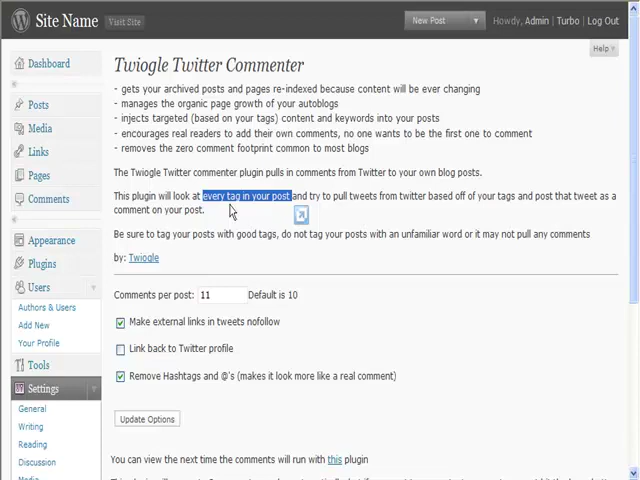 Site Name Visit Site New Post Howdy, Admin | Turbo | Log Out
Help
Dashboard
Posts
Media
Links
Pages
Comments
Appearance
Plugins
Users
Authors & Users
Add New
Your Profile
Tools
Settings
General
Writing
Reading
Discussion
Media
Twiogle Twitter Commenter
- gets your archived posts and pages re-indexed because content will be ever changing
- manages the organic page growth of your autoblogs
- injects targeted (based on your tags) content and keywords into your posts
- encourages real readers to add their own comments, no one wants to be the first one to comment
- removes the zero comment footprint common to most blogs
The Twiogle Twitter commenter plugin pulls in comments from Twitter to your own blog posts.
This plugin will look at every tag in your post and try to pull tweets from twitter based off of your tags and post that tweet as a
comment on your post.
Be sure to tag your posts with good tags, do not tag your posts with an unfamiliar word or it may not pull any comments
by: Twiogle
Comments per post: 11 Default is 10
Make external links in tweets nofollow
Link back to Twitter profile
Remove Hashtags and @'s (makes it look more like a real comment)
Update Options
You can view the next time the comments will run with this plugin